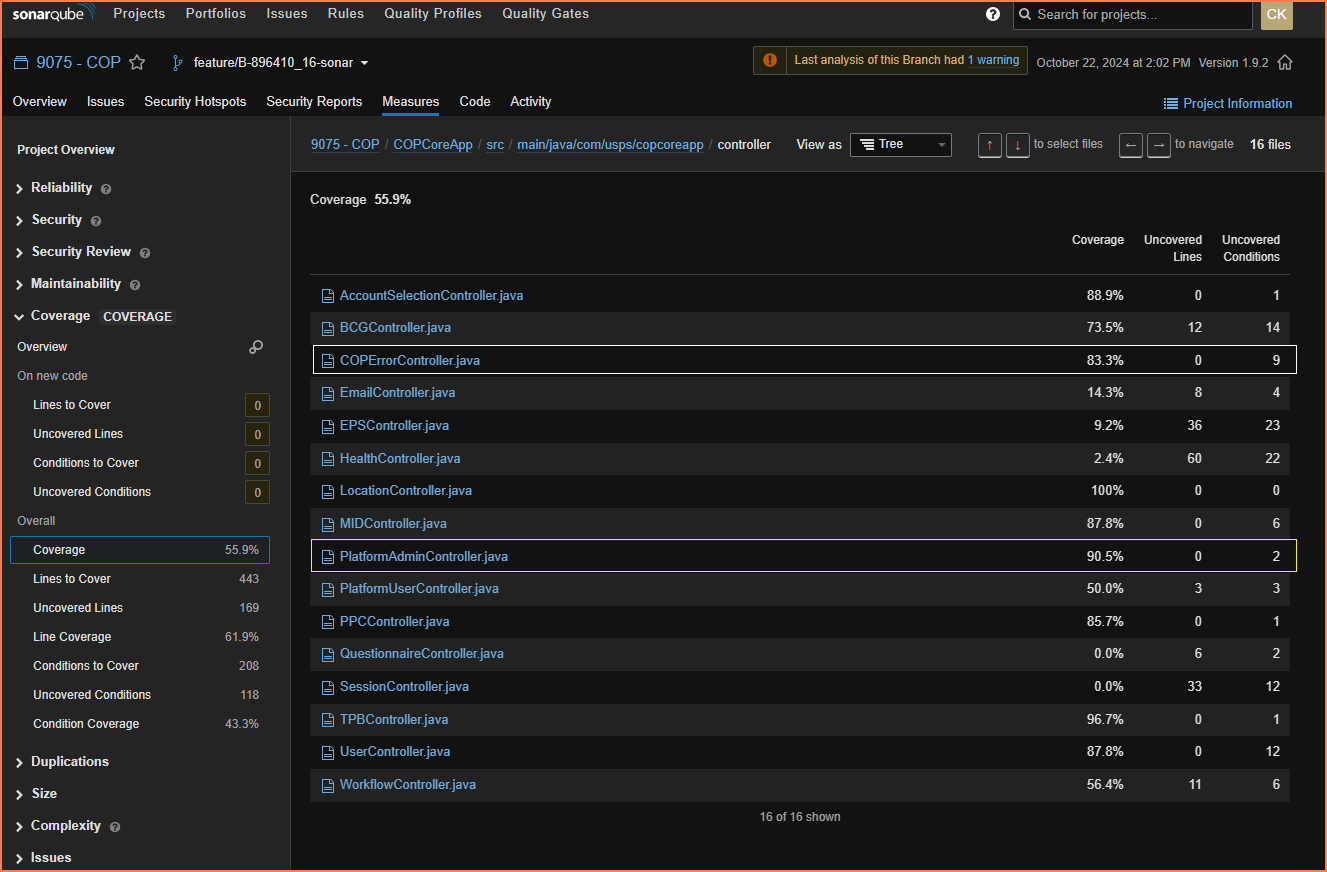 sonarqube Projects Portfolios Issues Rules Quality Profiles Quality Gates ? Search for projects... CK
9075 - COP feature/B-896410_16-sonar Last analysis of this Branch had 1 warning October 22, 2024 at 2:02 PM Version 1.9.2
Overview Issues Security Hotspots Security Reports Measures Code Activity Project Information
9075 - COP / COPCoreApp / src / main/java/com/usps/copcoreapp / controller View as Tree ↑ ↓ to select files ← → to navigate 16 files
Project Overview
Reliability ?
Security ?
Security Review ?
Maintainability ?
Coverage COVERAGE
Overview
On new code
Lines to Cover 0
Uncovered Lines 0
Conditions to Cover 0
Uncovered Conditions 0
Overall
Coverage 55.9%
Lines to Cover 443
Uncovered Lines 169
Line Coverage 61.9%
Conditions to Cover 208
Uncovered Conditions 118
Condition Coverage 43.3%
Duplications
Size
Complexity ?
Issues
Coverage 55.9%
Coverage Uncovered Uncovered
Lines Conditions
AccountSelectionController.java 88.9% 0 1
BCGController.java 73.5% 12 14
COPErrorController.java 83.3% 0 9
EmailController.java 14.3% 8 4
EPSController.java 9.2% 36 23
HealthController.java 2.4% 60 22
LocationController.java 100% 0 0
MIDController.java 87.8% 0 6
PlatformAdminController.java 90.5% 0 2
PlatformUserController.java 50.0% 3 3
PPCController.java 85.7% 0 1
QuestionnaireController.java 0.0% 6 2
SessionController.java 0.0% 33 12
TPBController.java 96.7% 0 1
UserController.java 87.8% 0 12
WorkflowController.java 56.4% 11 6
16 of 16 shown